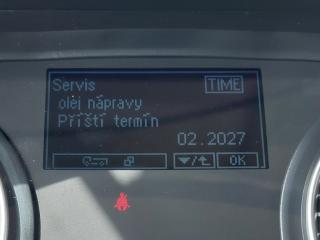 Servis TIME
olej nápravy
Příští termín
02.2027
OK